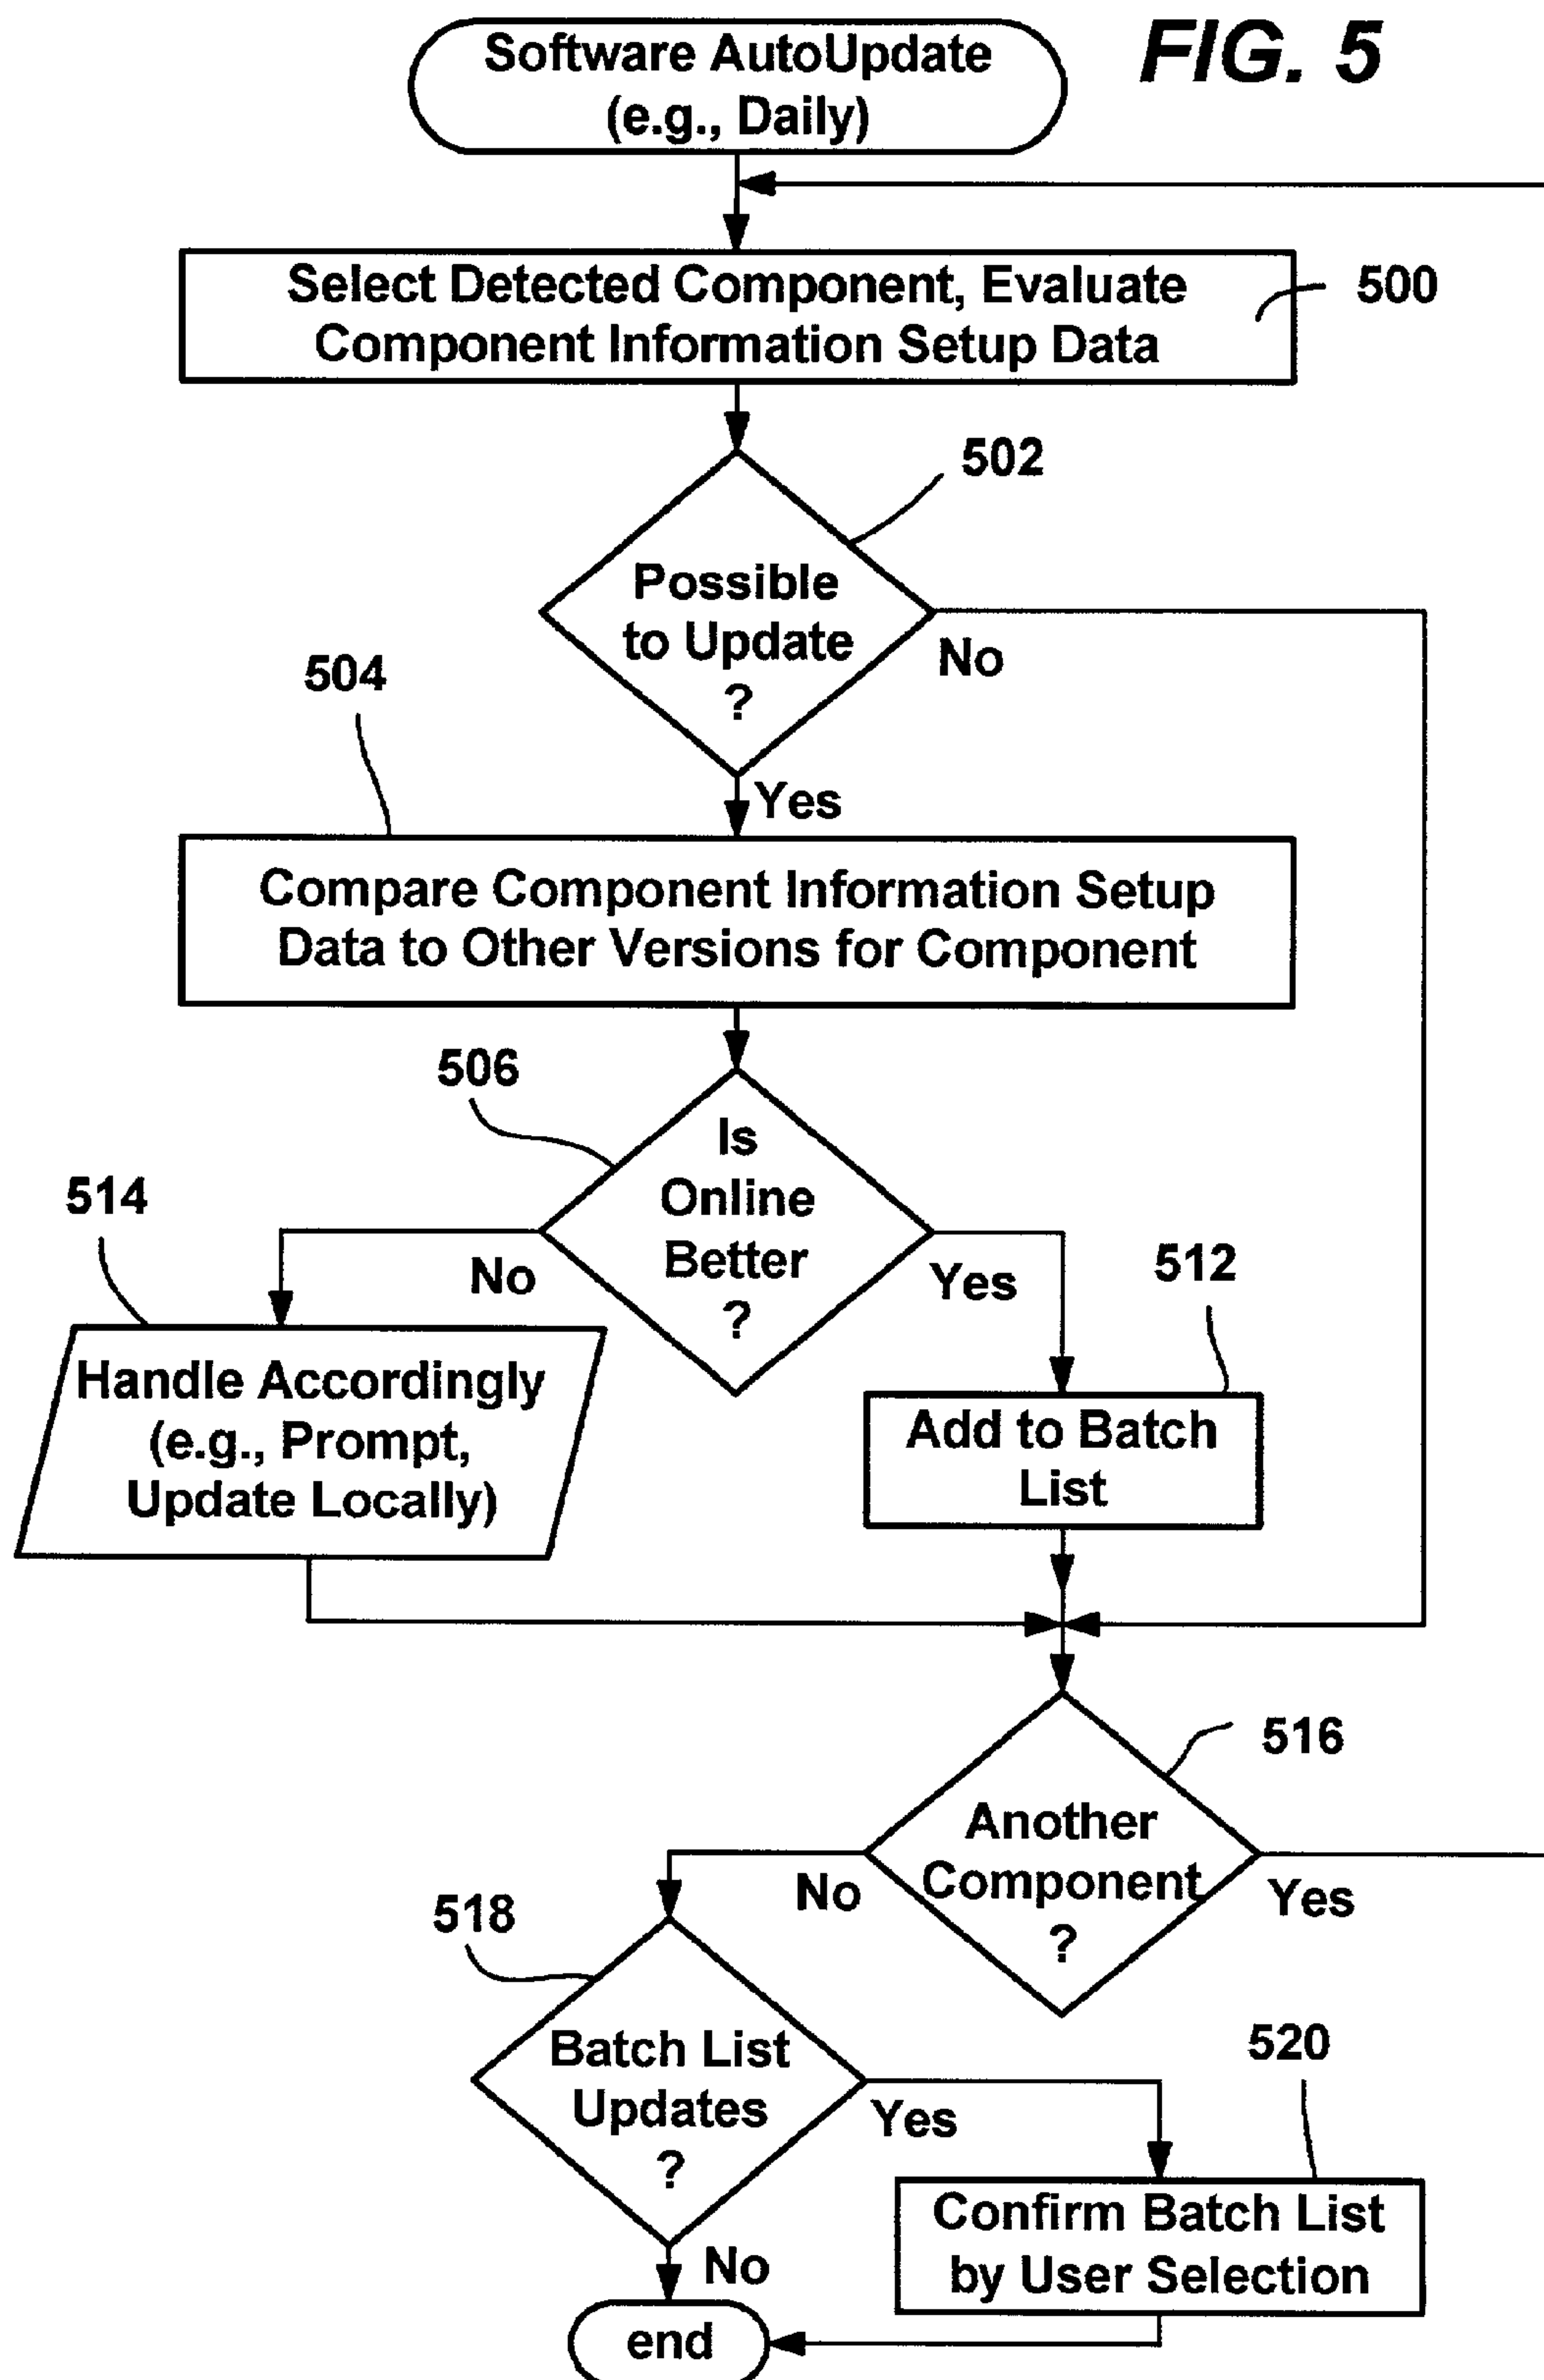 Software AutoUpdate
(e.g., Daily)
FIG. 5
Select Detected Component, Evaluate
Component Information Setup Data
500
502
Possible
to Update
?
No
504
Yes
Compare Component Information Setup
Data to Other Versions for Component
506
Is
Online
Better
?
514
No
Yes
512
Handle Accordingly
(e.g., Prompt,
Update Locally)
Add to Batch
List
516
Another
Component
?
No
Yes
518
Batch List
Updates
?
Yes
520
No
Confirm Batch List
by User Selection
end